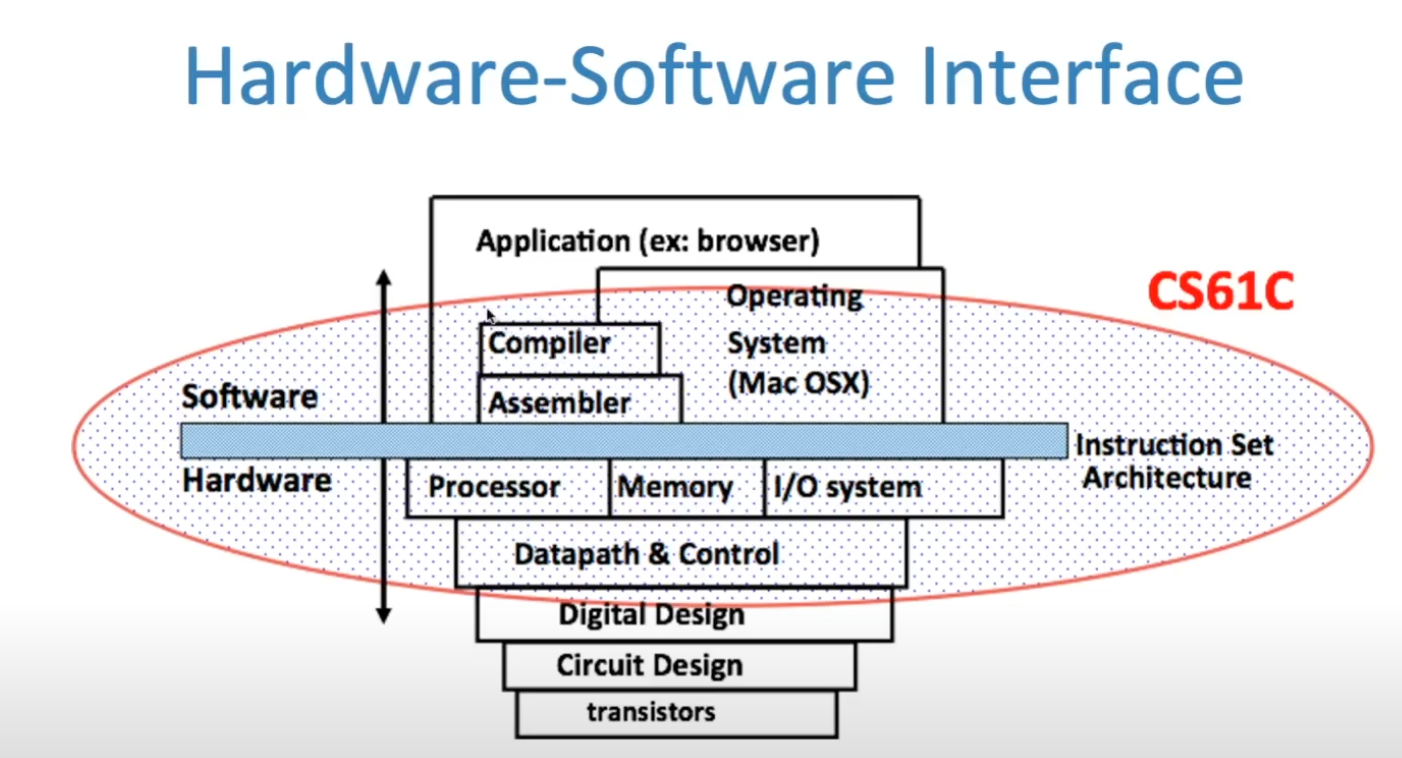 Hardware-Software Interface
Application (ex: browser)
CS61C
Operating
System
(Mac OSX)
Compiler
Assembler
Software
Instruction Set
Architecture
Hardware
Processor
Memory
I/O system
Datapath & Control
Digital Design
Circuit Design
transistors